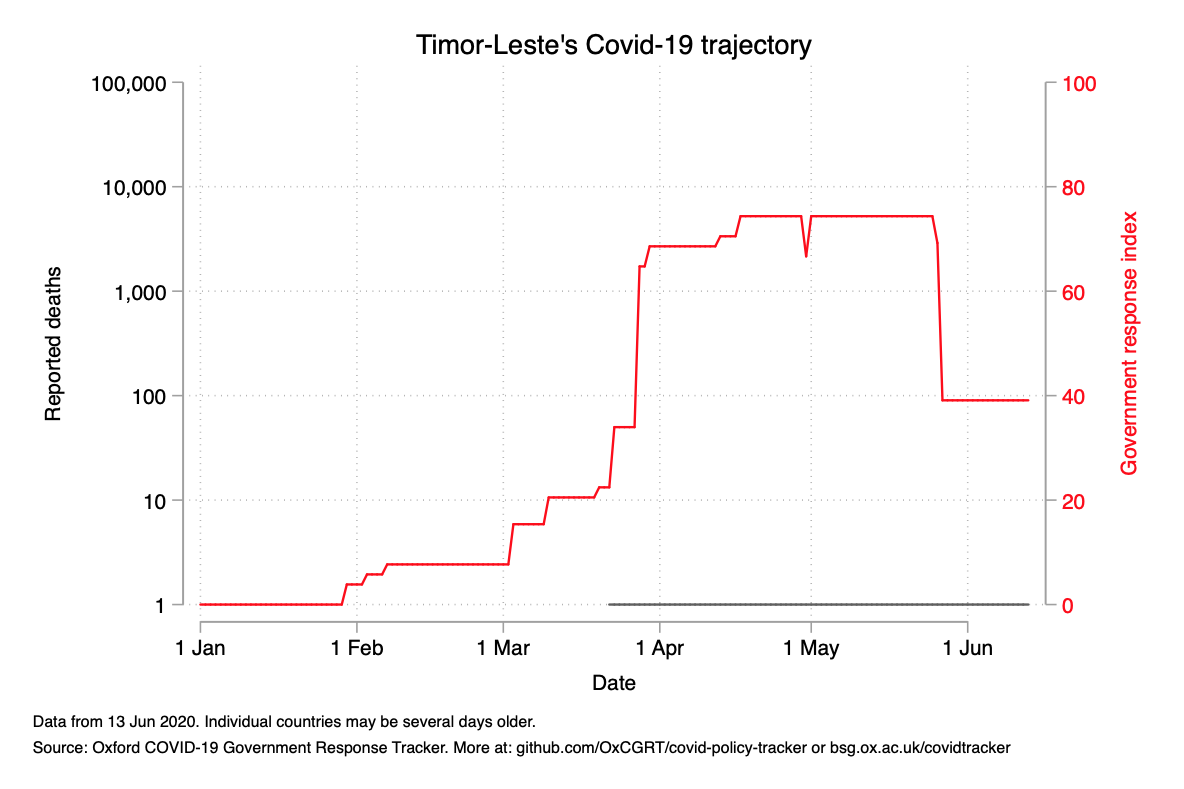 Timor-Leste's Covid-19 trajectory
100,000
10,000
1,000
100
10
1
Reported deaths
100
80
60
40
20
0
Government response index
1 Jan
1 Feb
1 Mar
1 Apr
1 May
1 Jun
Date
Data from 13 Jun 2020. Individual countries may be several days older.
Source: Oxford COVID-19 Government Response Tracker. More at: github.com/OxCGRT/covid-policy-tracker or bsg.ox.ac.uk/covidtracker